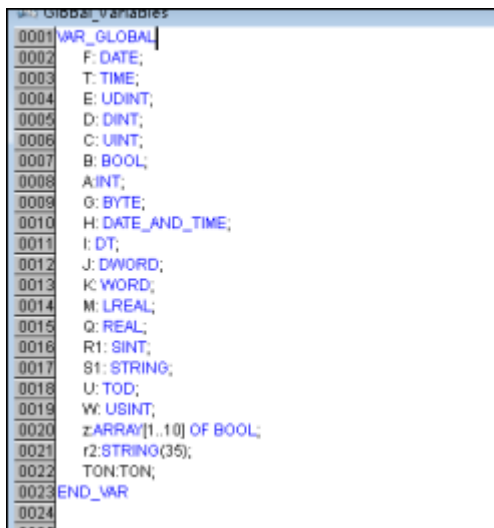 Global_Variables
0001 VAR_GLOBAL
0002 F: DATE;
0003 T: TIME;
0004 E: UDINT;
0005 D: DINT;
0006 C: UINT;
0007 B: BOOL;
0008 A:INT;
0009 G: BYTE;
0010 H: DATE_AND_TIME;
0011 I: DT;
0012 J: DWORD;
0013 K: WORD;
0014 M: LREAL;
0015 Q: REAL;
0016 R1: SINT;
0017 S1: STRING;
0018 U: TOD;
0019 W: USINT;
0020 z:ARRAY[1..10] OF BOOL;
0021 r2:STRING(35);
0022 TON:TON;
0023 END_VAR
0024